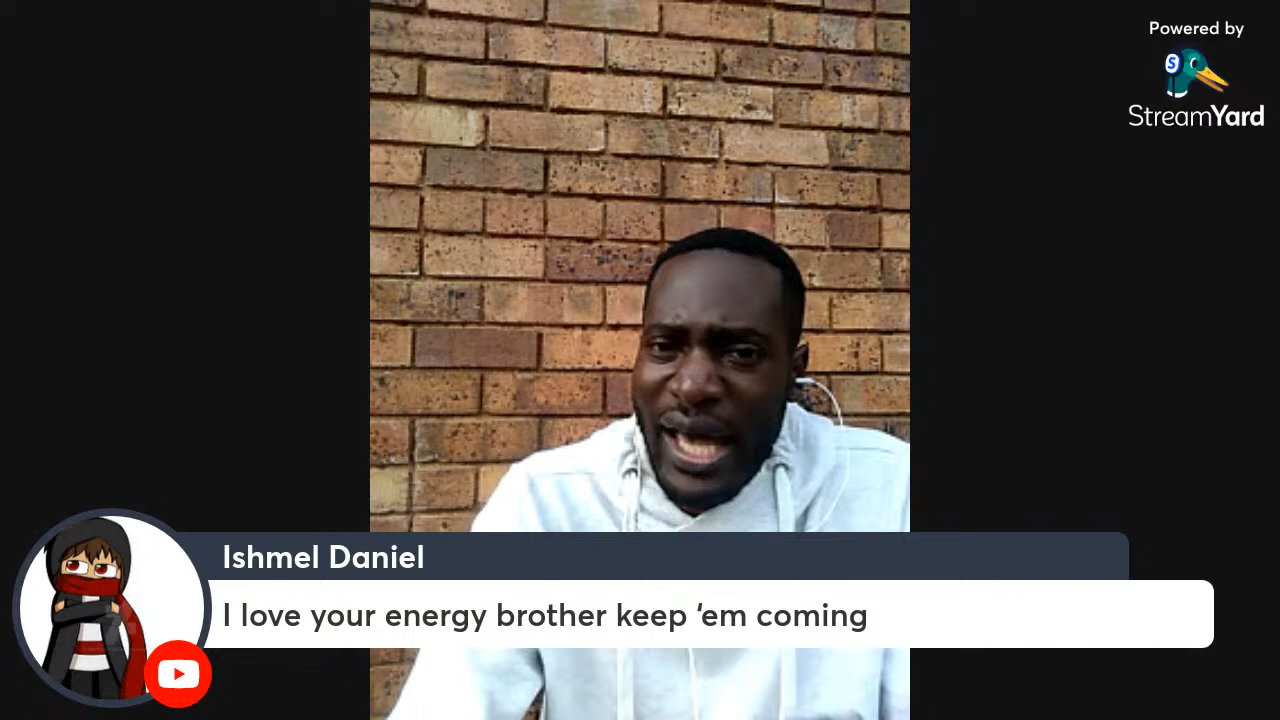 Powered by
StreamYard
Ishmel Daniel
I love your energy brother keep ‘em coming